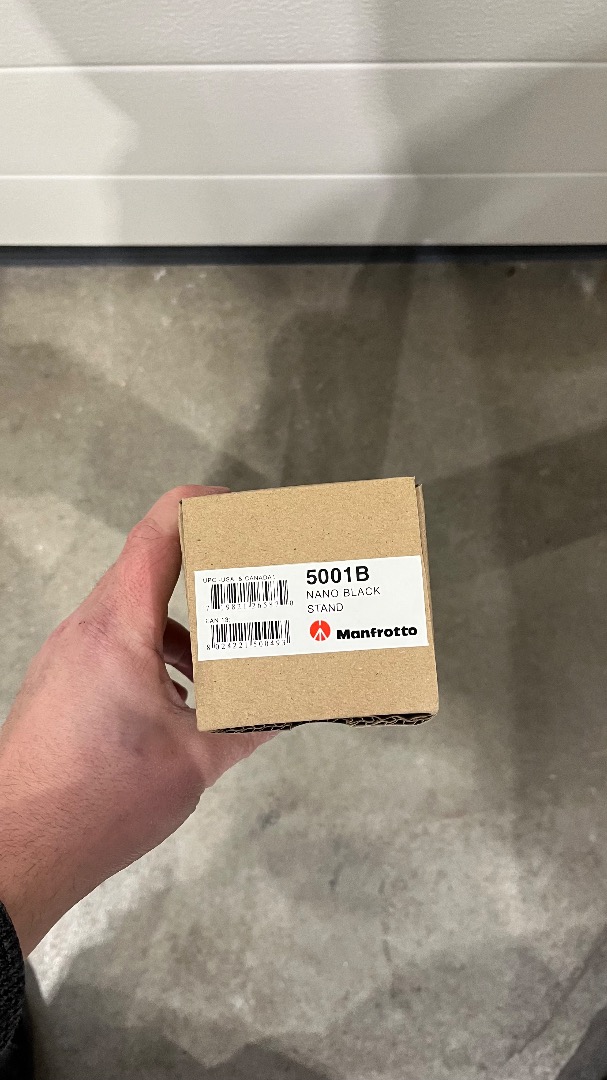 UPC (USA & CANADA)
5001B
NANO BLACK
STAND
EAN 13
Manfrotto